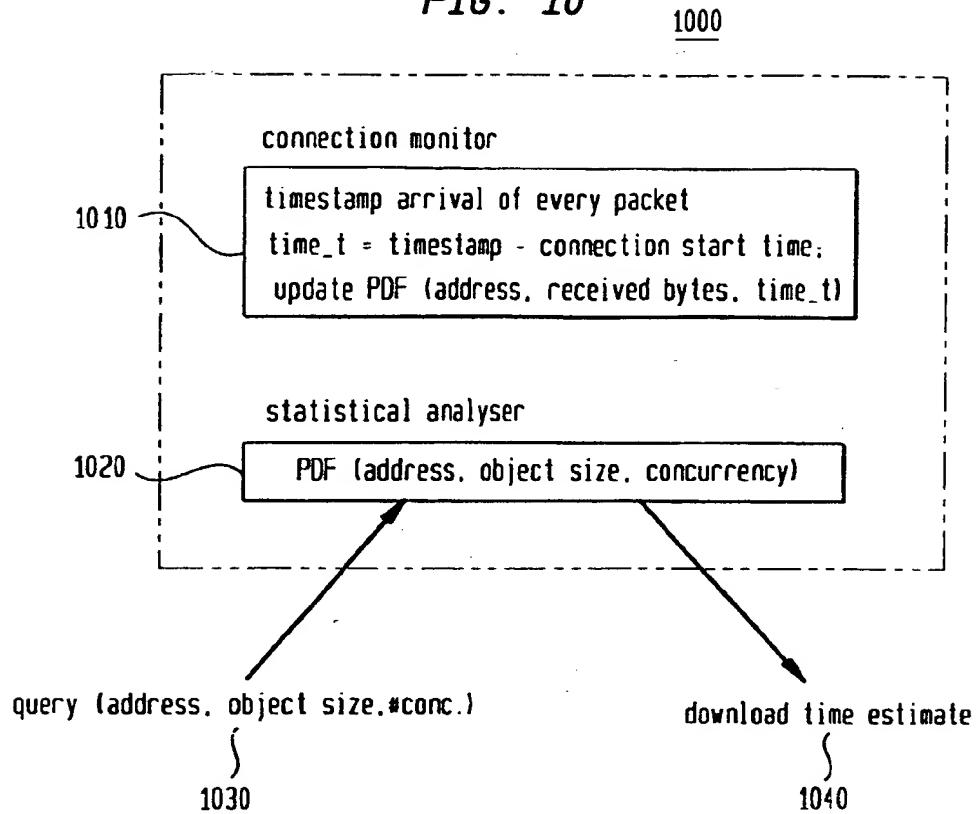 FIG. 10
1000
connection monitor
1010
timestamp arrival of every packet
time_t = timestamp - connection start time;
update PDF (address, received bytes, time_t)
statistical analyser
1020
PDF (address, object size, concurrency)
query (address, object size,#conc.)
download time estimate
1030
1040